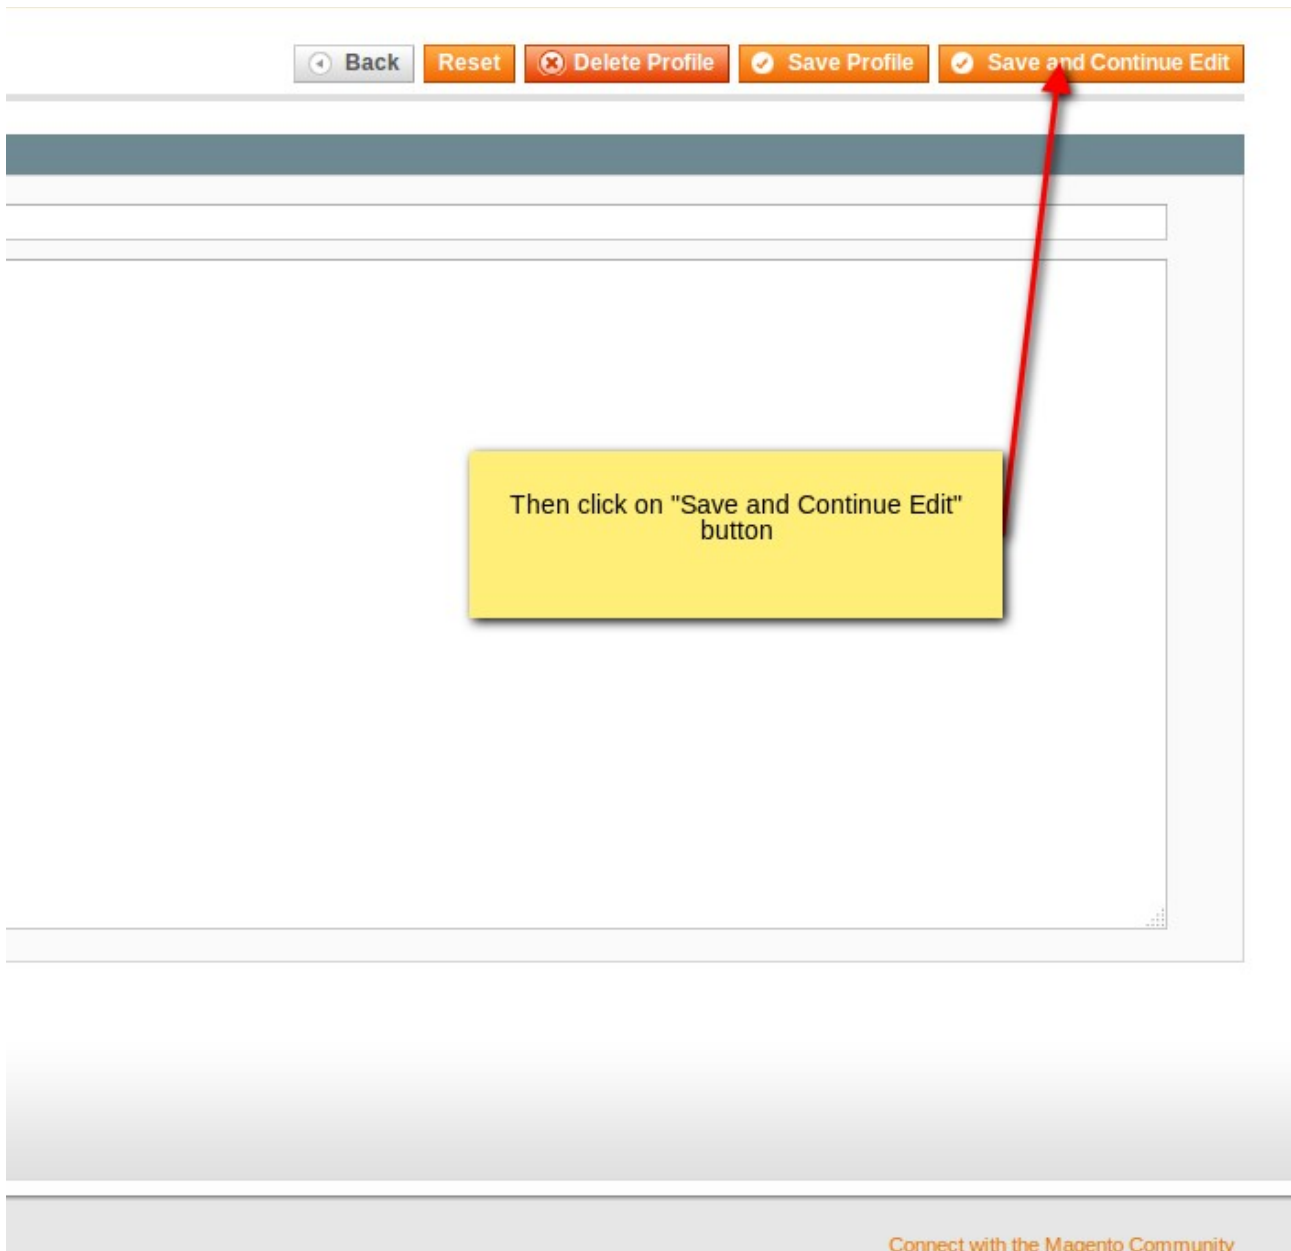 Back Reset Delete Profile Save Profile Save and Continue Edit
Then click on "Save and Continue Edit"
button
Connect with the Magento Community